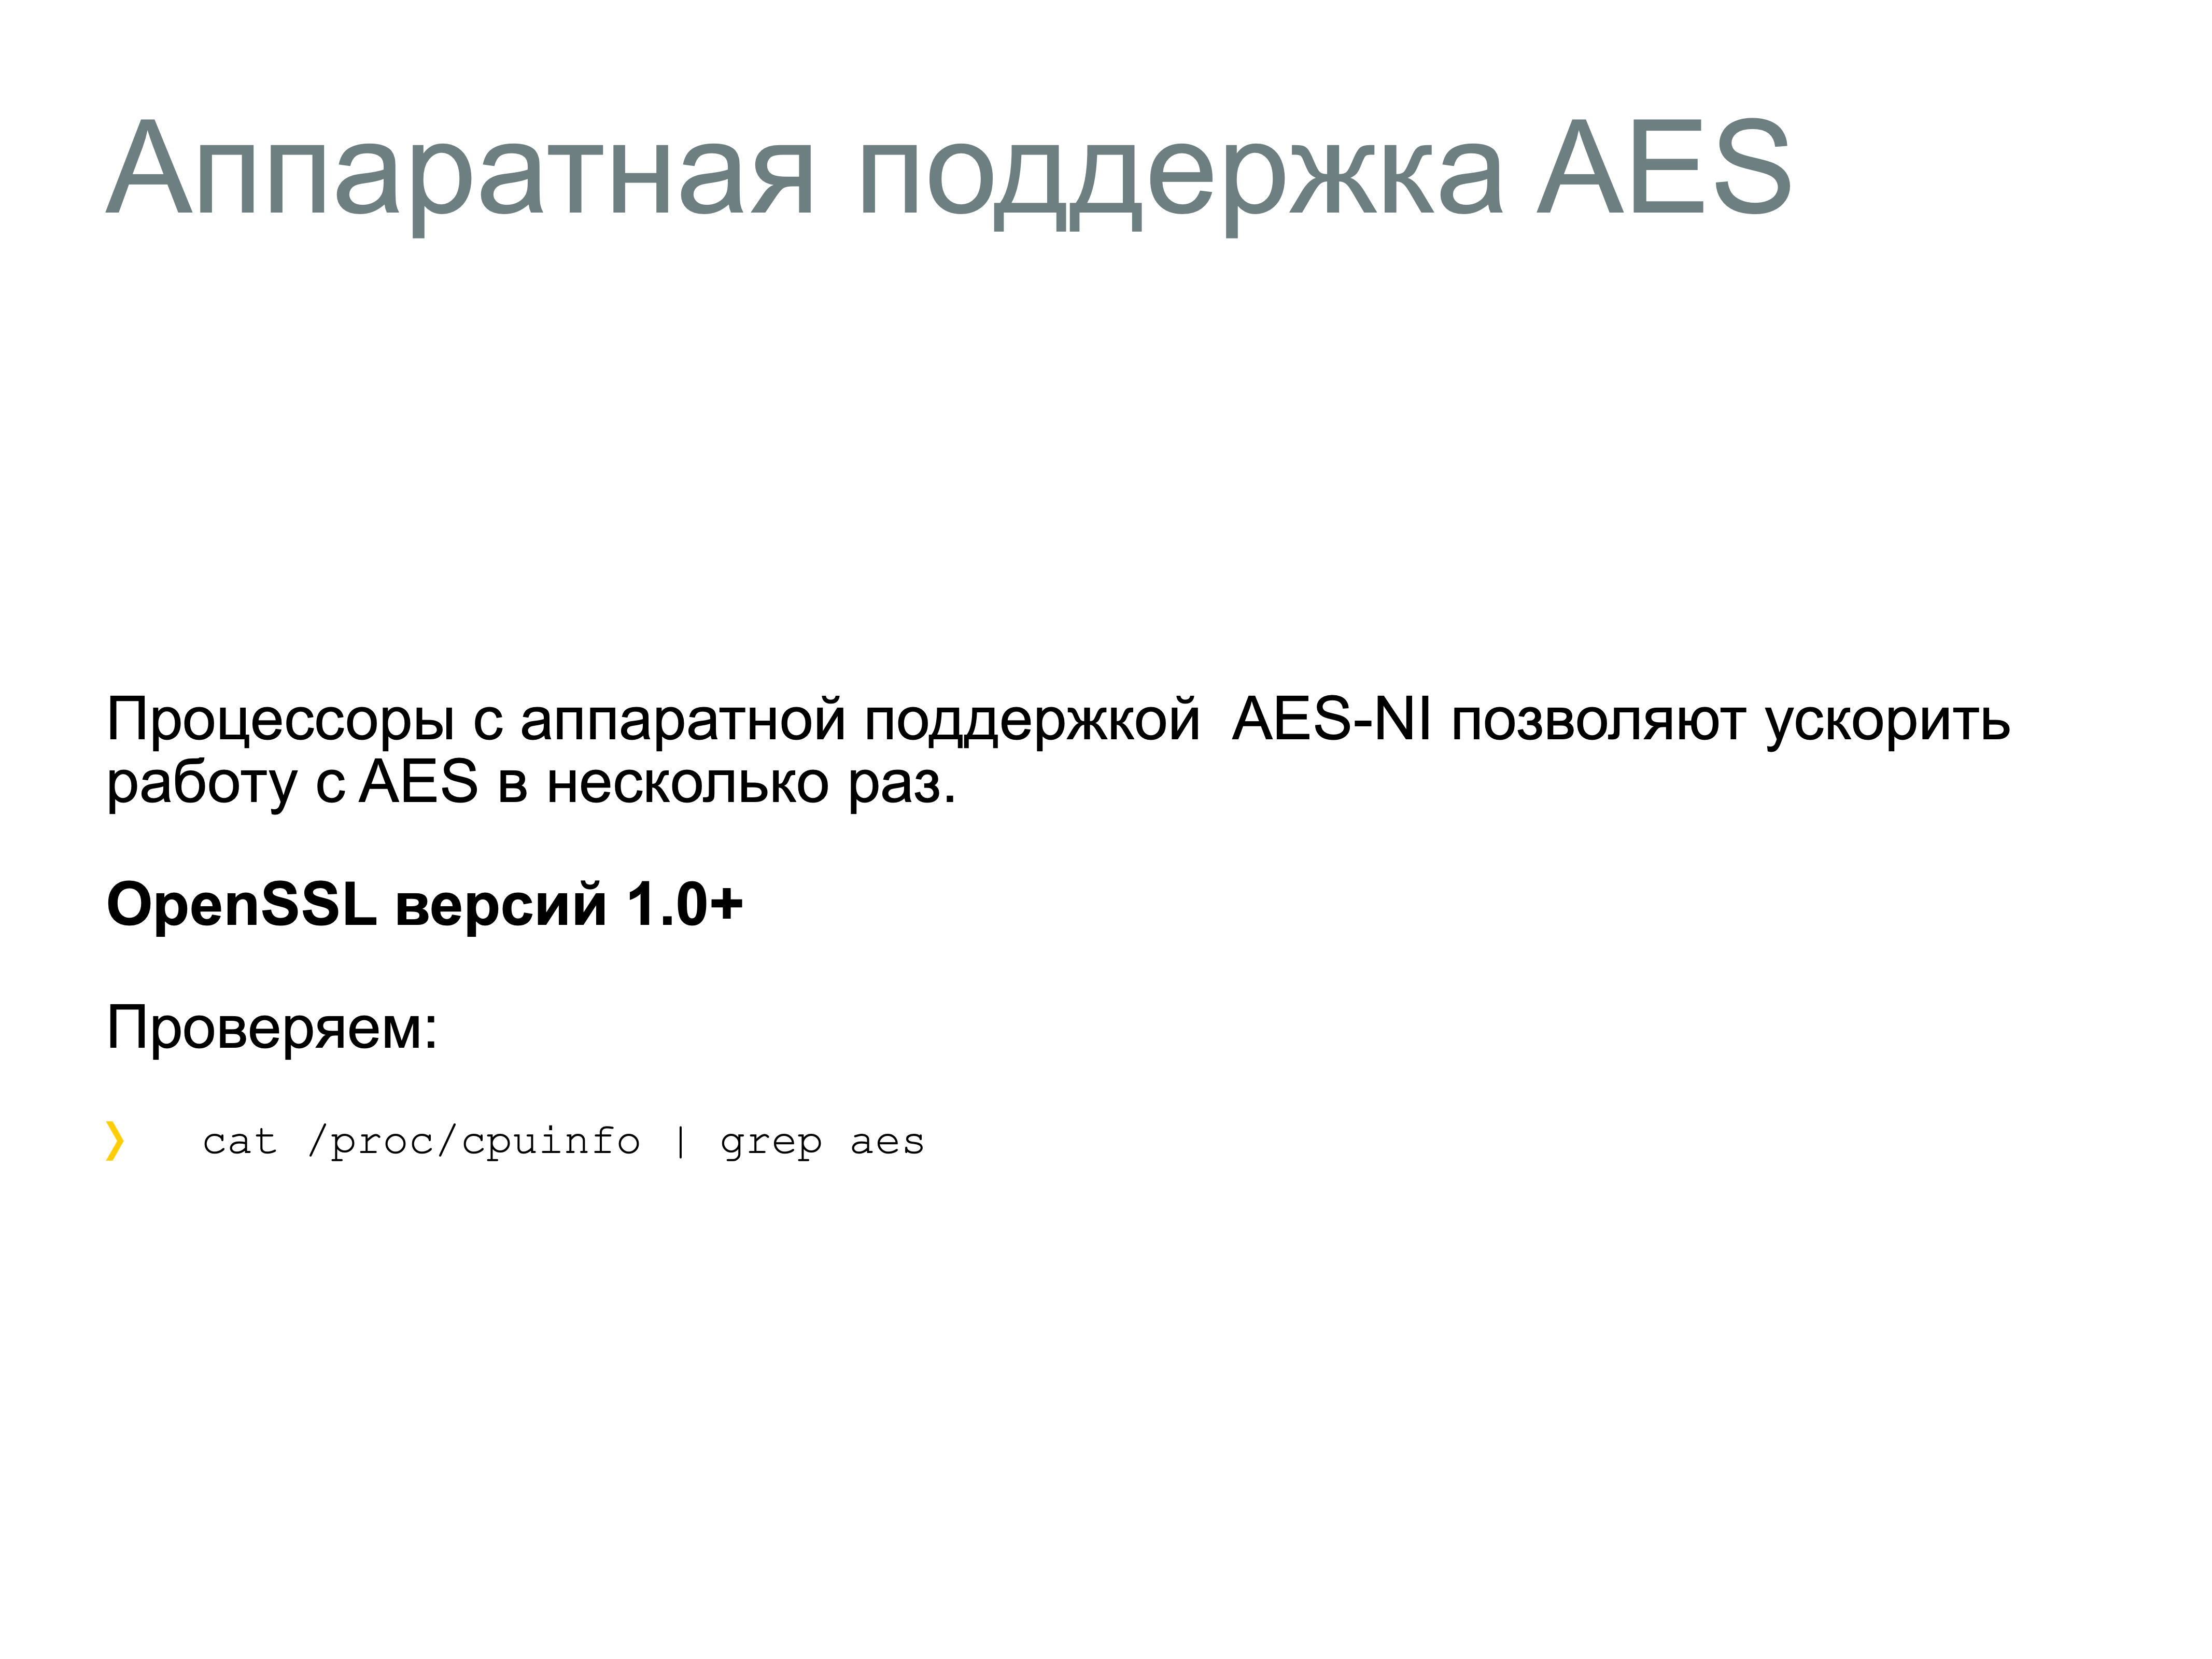 Аппаратная поддержка AES
Процессоры с аппаратной поддержкой AES-NI позволяют ускорить
работу с AES в несколько раз.
OpenSSL версий 1.0+
Проверяем:
❯ cat /proc/cpuinfo | grep aes